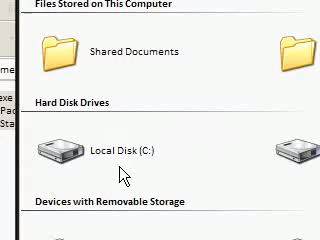 Files Stored on This Computer
Shared Documents
me
Hard Disk Drives
exe
Pac
Sta
Local Disk (C:)
Devices with Removable Storage